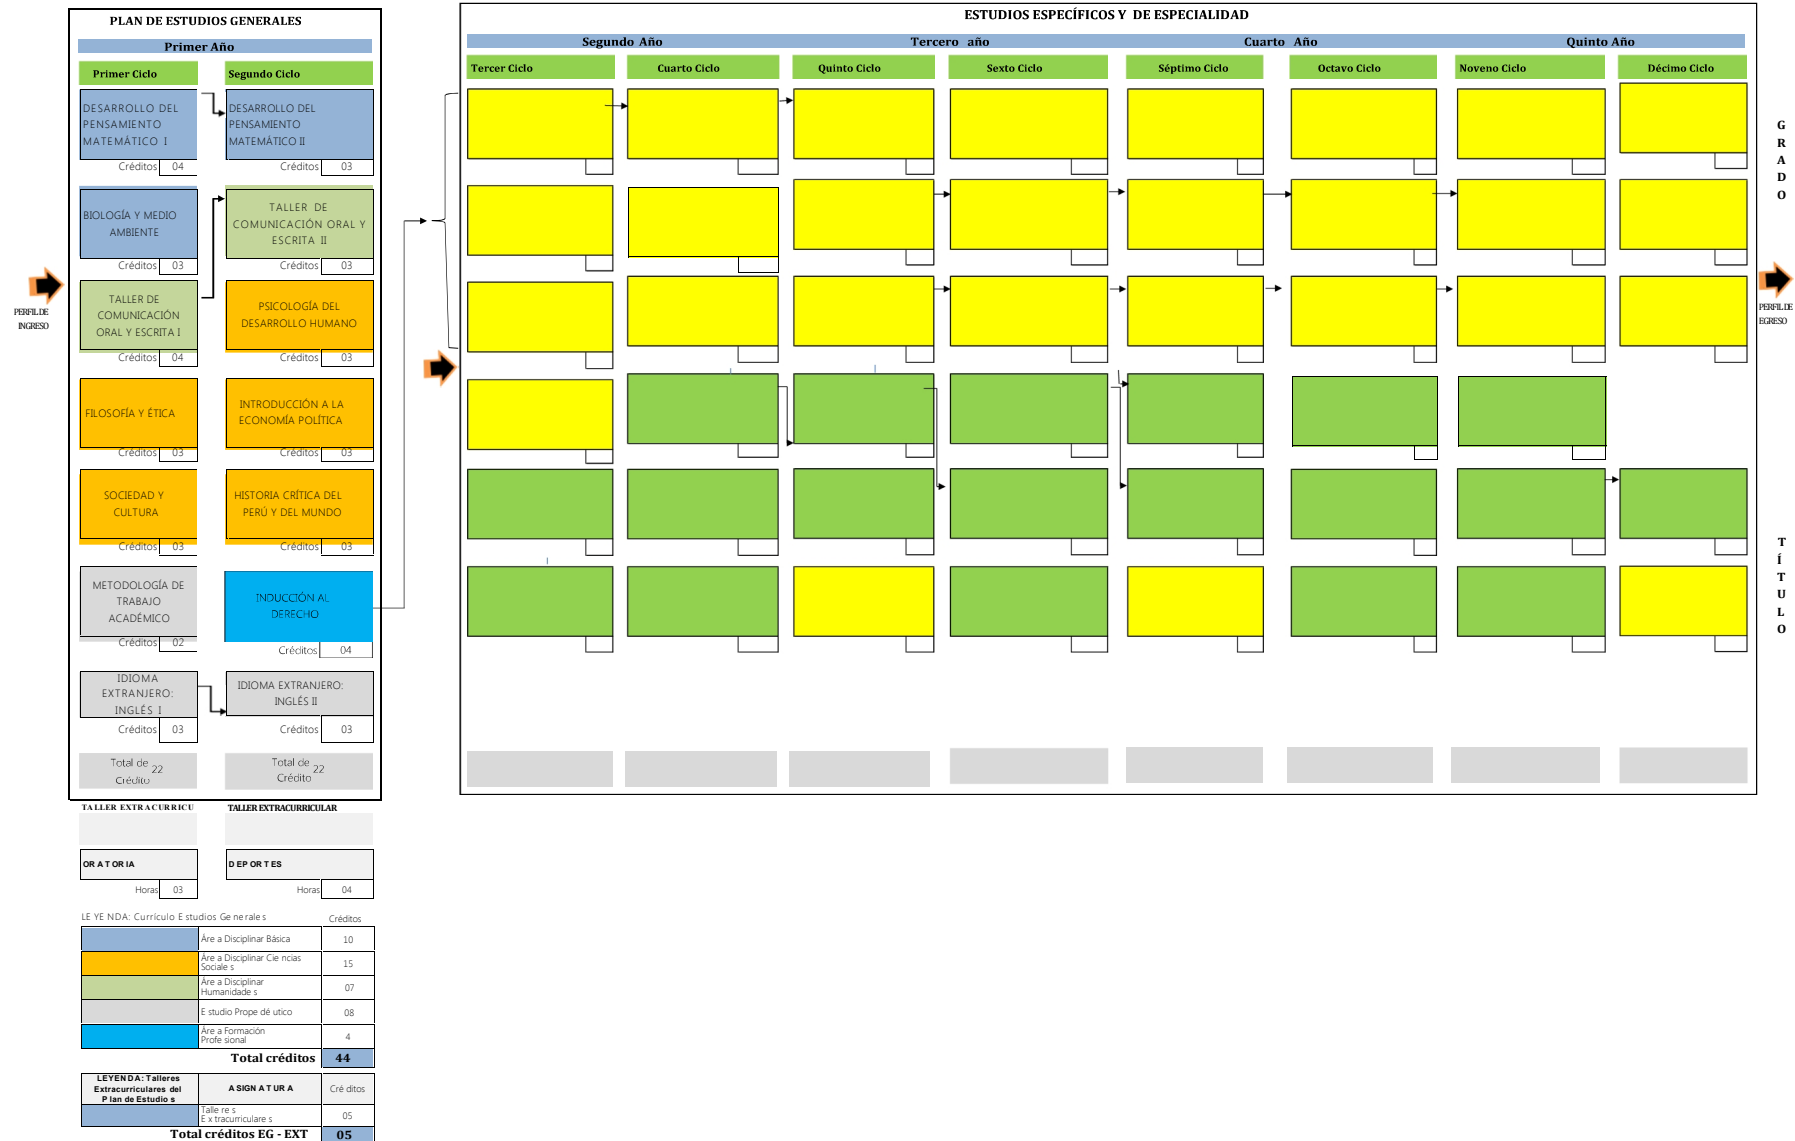 PLAN DE ESTUDIOS GENERALES
Primer Año
Primer Ciclo
Segundo Ciclo
DESARROLLO DEL
PENSAMIENTO
MATEMÁTICO I
Créditos 04
DESARROLLO DEL
PENSAMIENTO
MATEMÁTICO II
Créditos 03
BIOLOGÍA Y MEDIO
AMBIENTE
Créditos 03
TALLER DE
COMUNICACIÓN ORAL Y
ESCRITA II
Créditos 03
TALLER DE
COMUNICACIÓN
ORAL Y ESCRITA I
Créditos 04
PSICOLOGÍA DEL
DESARROLLO HUMANO
Créditos 03
FILOSOFÍA Y ÉTICA
Créditos 03
INTRODUCCIÓN A LA
ECONOMÍA POLÍTICA
Créditos 03
SOCIEDAD Y
CULTURA
Créditos 03
HISTORIA CRÍTICA DEL
PERÚ Y DEL MUNDO
Créditos 03
METODOLOGÍA DE
TRABAJO
ACADÉMICO
Créditos 02
INDUCCIÓN AL
DERECHO
Créditos 04
IDIOMA
EXTRANJERO:
INGLÉS I
Créditos 03
IDIOMA EXTRANJERO:
INGLÉS II
Créditos 03
Total de
Crédito 22
Total de
Crédito 22
PERFIL DE
INGRESO
ESTUDIOS ESPECÍFICOS Y DE ESPECIALIDAD
Segundo Año
Tercero año
Cuarto Año
Quinto Año
Tercer Ciclo
Cuarto Ciclo
Quinto Ciclo
Sexto Ciclo
Séptimo Ciclo
Octavo Ciclo
Noveno Ciclo
Décimo Ciclo
G
R
A
D
O
PERFIL DE
EGRESO
T
Í
T
U
L
O
TALLER EXTRACURRICU
TALLER EXTRACURRICULAR
ORATORIA
Horas 03
DEPORTES
Horas 04
LEYENDA: Currículo Estudios Generales
Créditos
Área Disciplinar Básica
10
Área Disciplinar Ciencias
Sociales
15
Área Disciplinar
Humanidades
07
Estudio Propedéutico
08
Área Formación
Profesional
4
Total créditos 44
LEYENDA: Talleres
Extracurriculares del
Plan de Estudios
ASIGNATURA
Créditos
Talleres
Extracurriculares
05
Total créditos EG - EXT 05